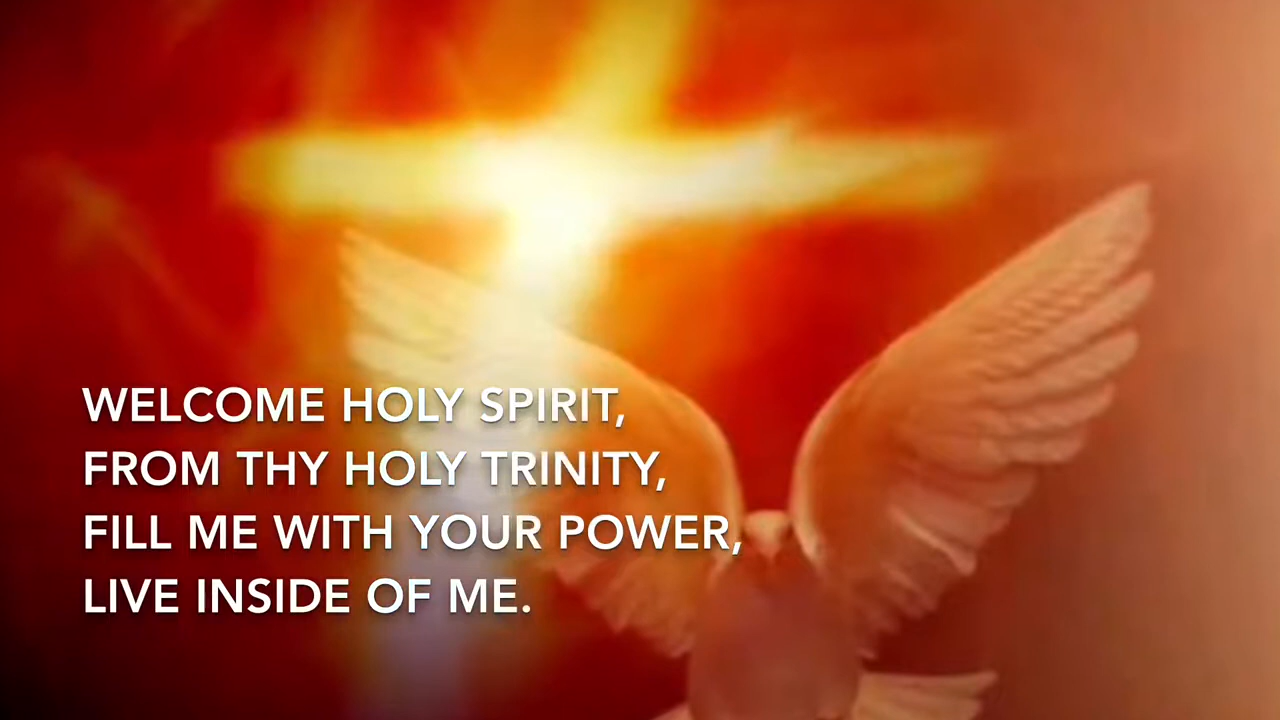 WELCOME HOLY SPIRIT,
FROM THY HOLY TRINITY,
FILL ME WITH YOUR POWER,
LIVE INSIDE OF ME.